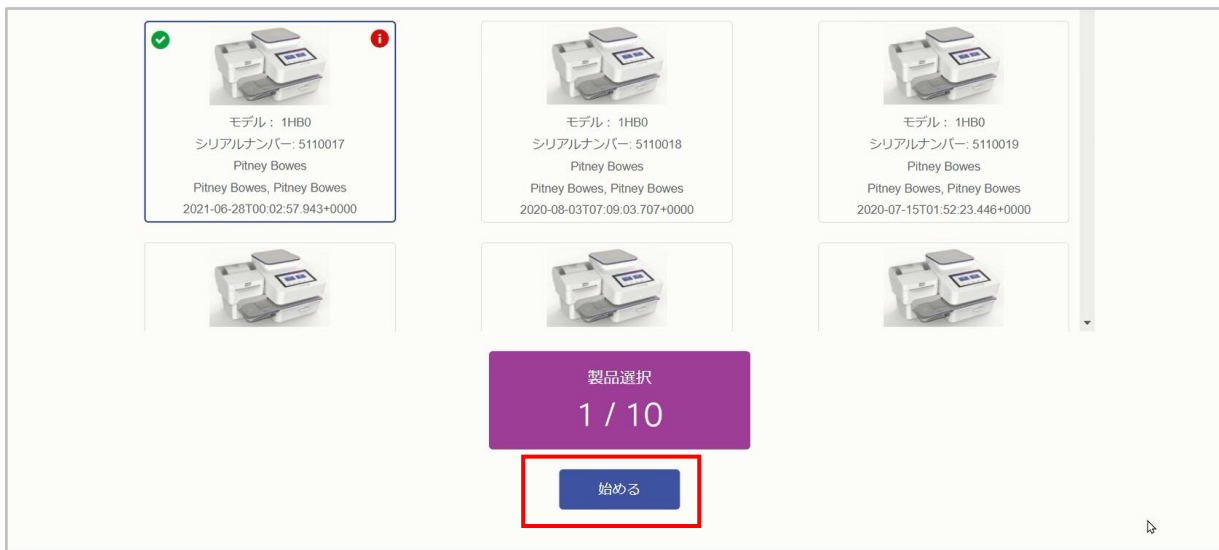 モデル： 1HB0
シリアルナンバー: 5110017
Pitney Bowes
Pitney Bowes, Pitney Bowes
2021-06-28T00:02:57.943+0000
モデル： 1HB0
シリアルナンバー: 5110018
Pitney Bowes
Pitney Bowes, Pitney Bowes
2020-08-03T07:09:03.707+0000
モデル： 1HB0
シリアルナンバー: 5110019
Pitney Bowes
Pitney Bowes, Pitney Bowes
2020-07-15T01:52:23.446+0000
製品選択
1 / 10
始める